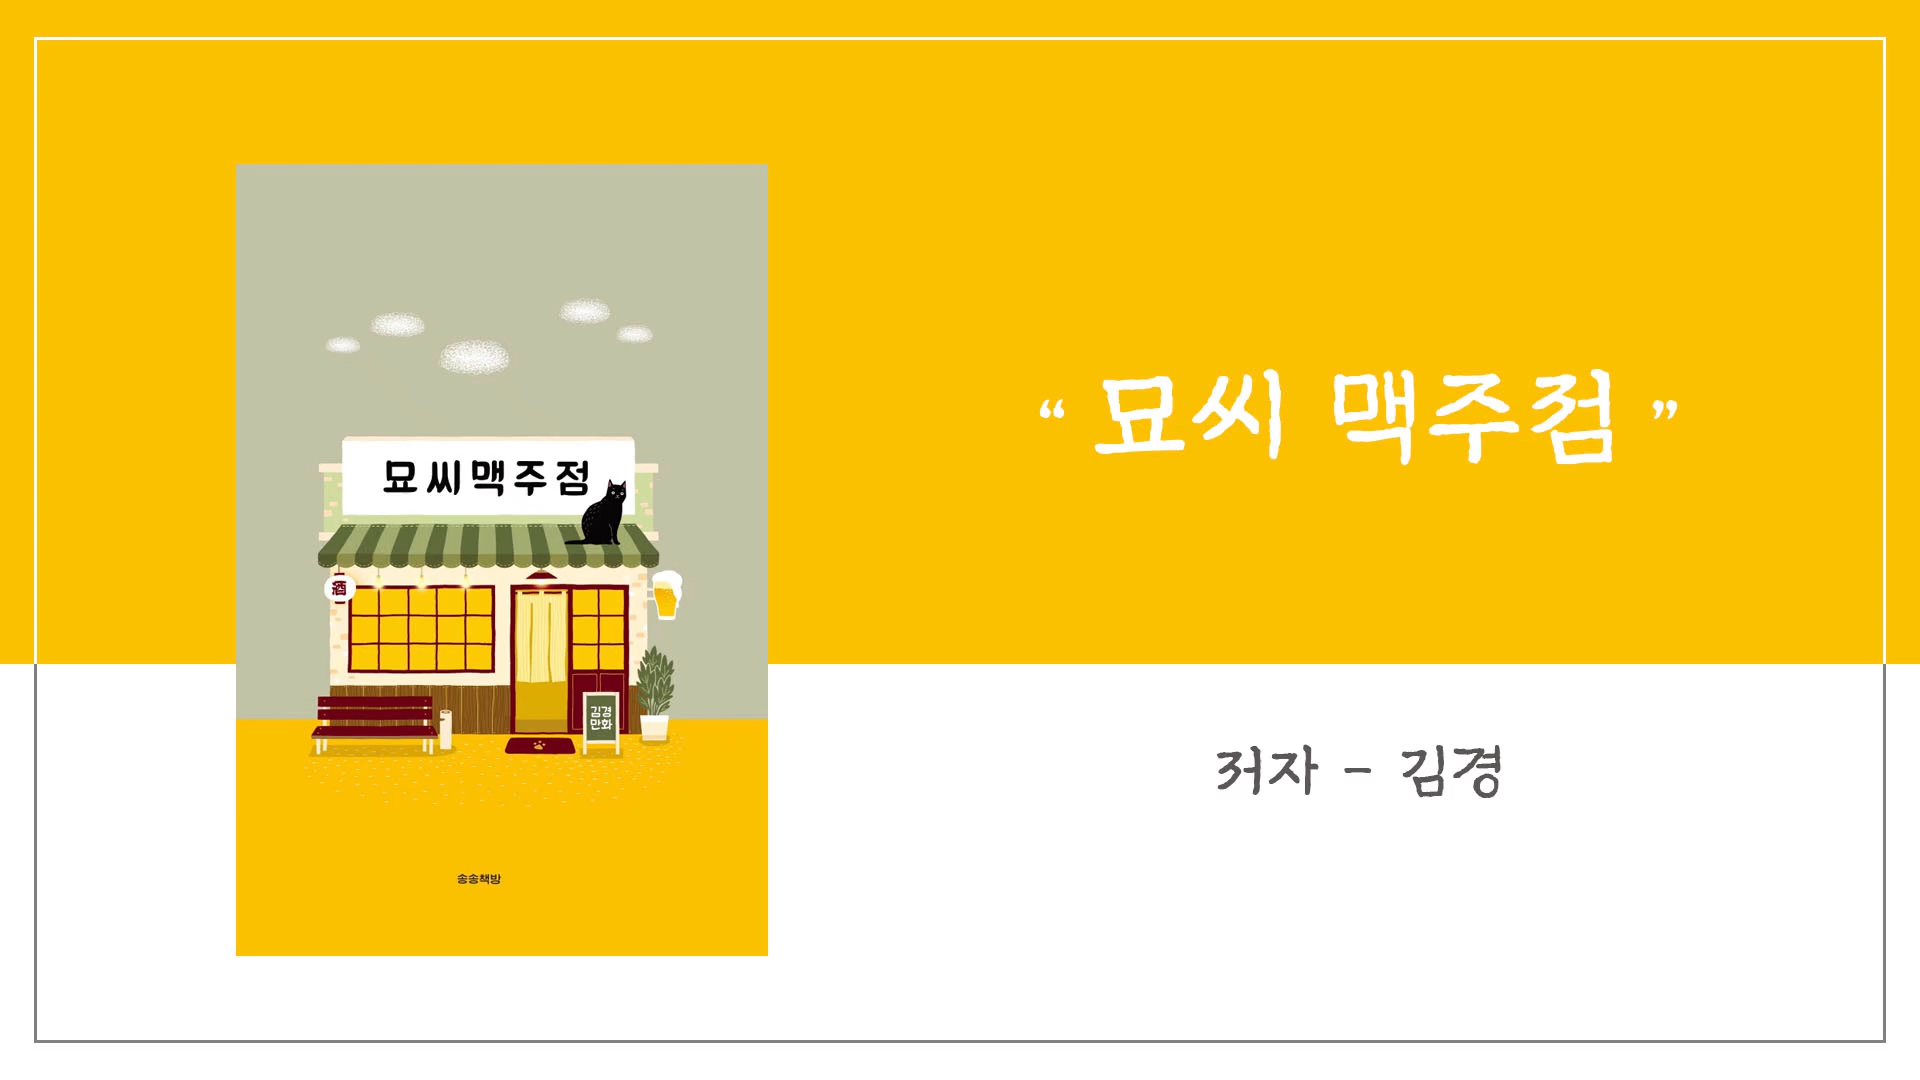 묘씨맥주점
酒
김경
만화
송송책방
“ 묘씨 맥주점 ”
저자 - 김경